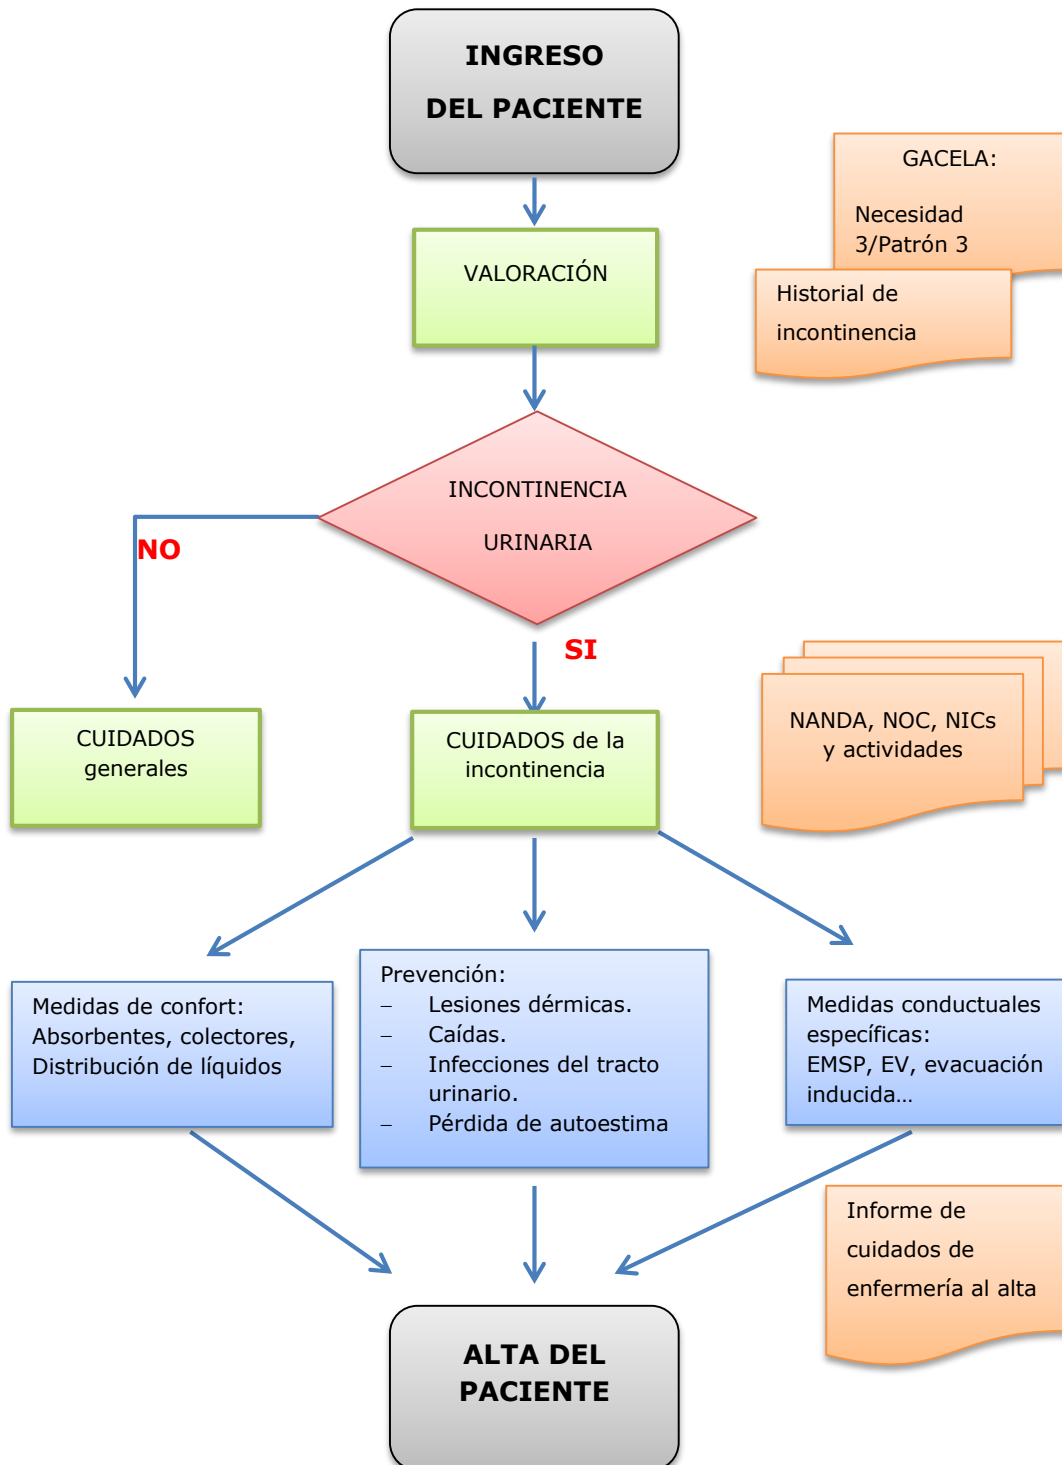 INGRESO
DEL PACIENTE
GACELA:
Necesidad
3/Patrón 3
VALORACIÓN
Historial de
incontinencia
INCONTINENCIA
URINARIA
NO
SI
CUIDADOS
generales
CUIDADOS de la
incontinencia
NANDA, NOC, NICs
y actividades
Medidas de confort:
Absorbentes, colectores,
Distribución de líquidos
Prevención:
– Lesiones dérmicas.
– Caídas.
– Infecciones del tracto
urinario.
– Pérdida de autoestima
Medidas conductuales
específicas:
EMSP, EV, evacuación
inducida...
Informe de
cuidados de
enfermería al alta
ALTA DEL
PACIENTE